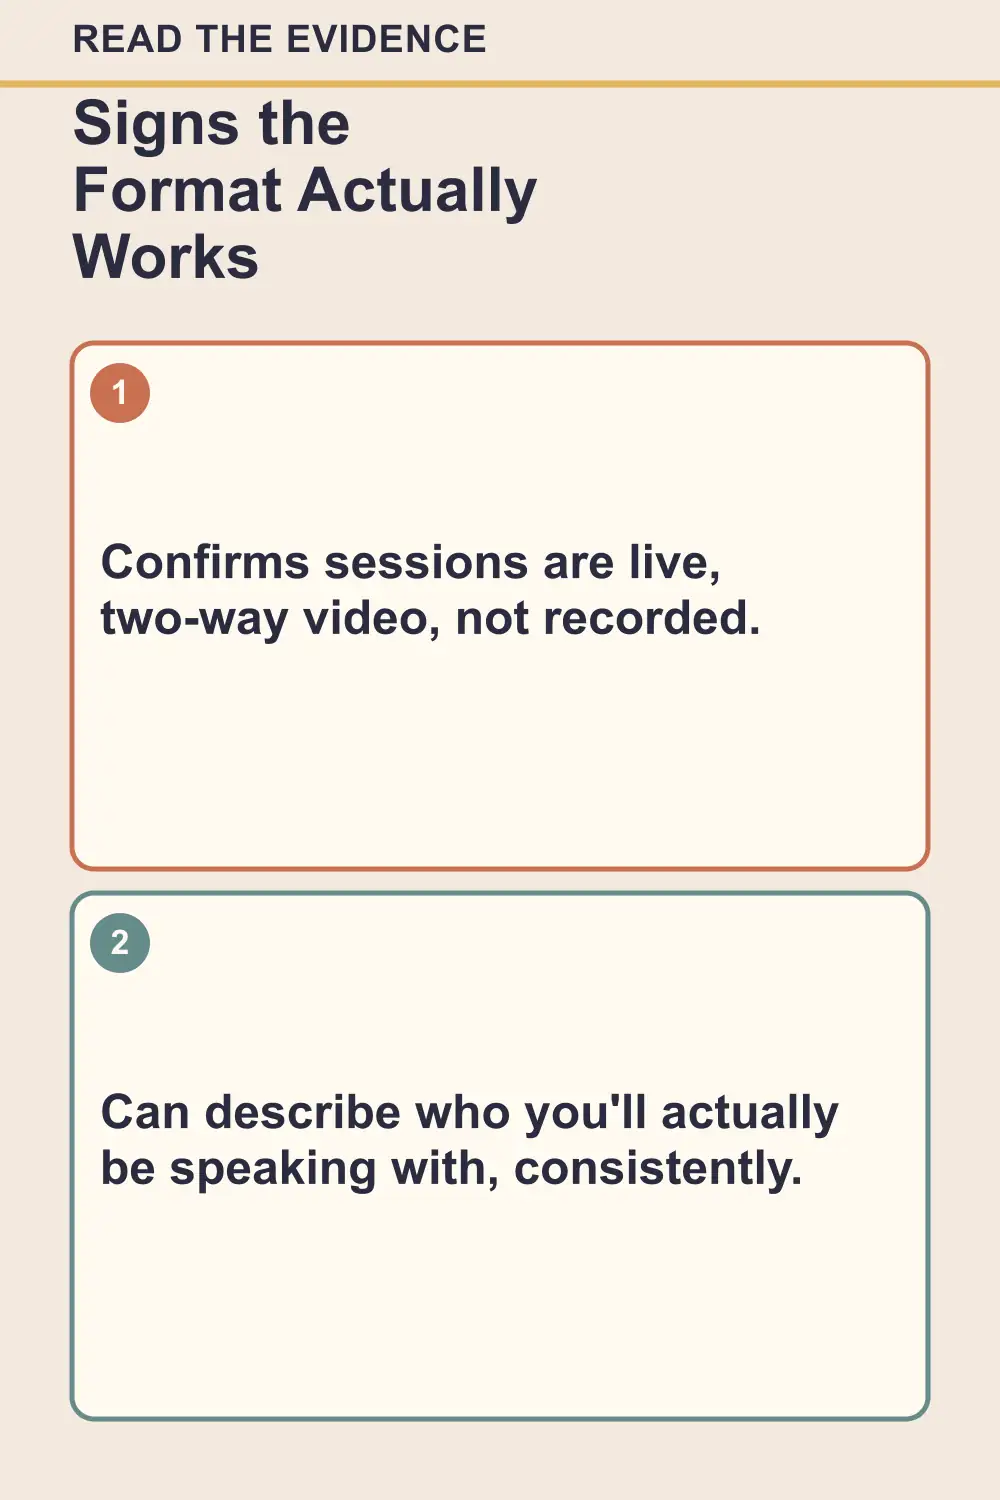 READ THE EVIDENCE
Signs the
Format Actually
Works
1
Confirms sessions are live,
two-way video, not recorded.
2
Can describe who you'll actually
be speaking with, consistently.